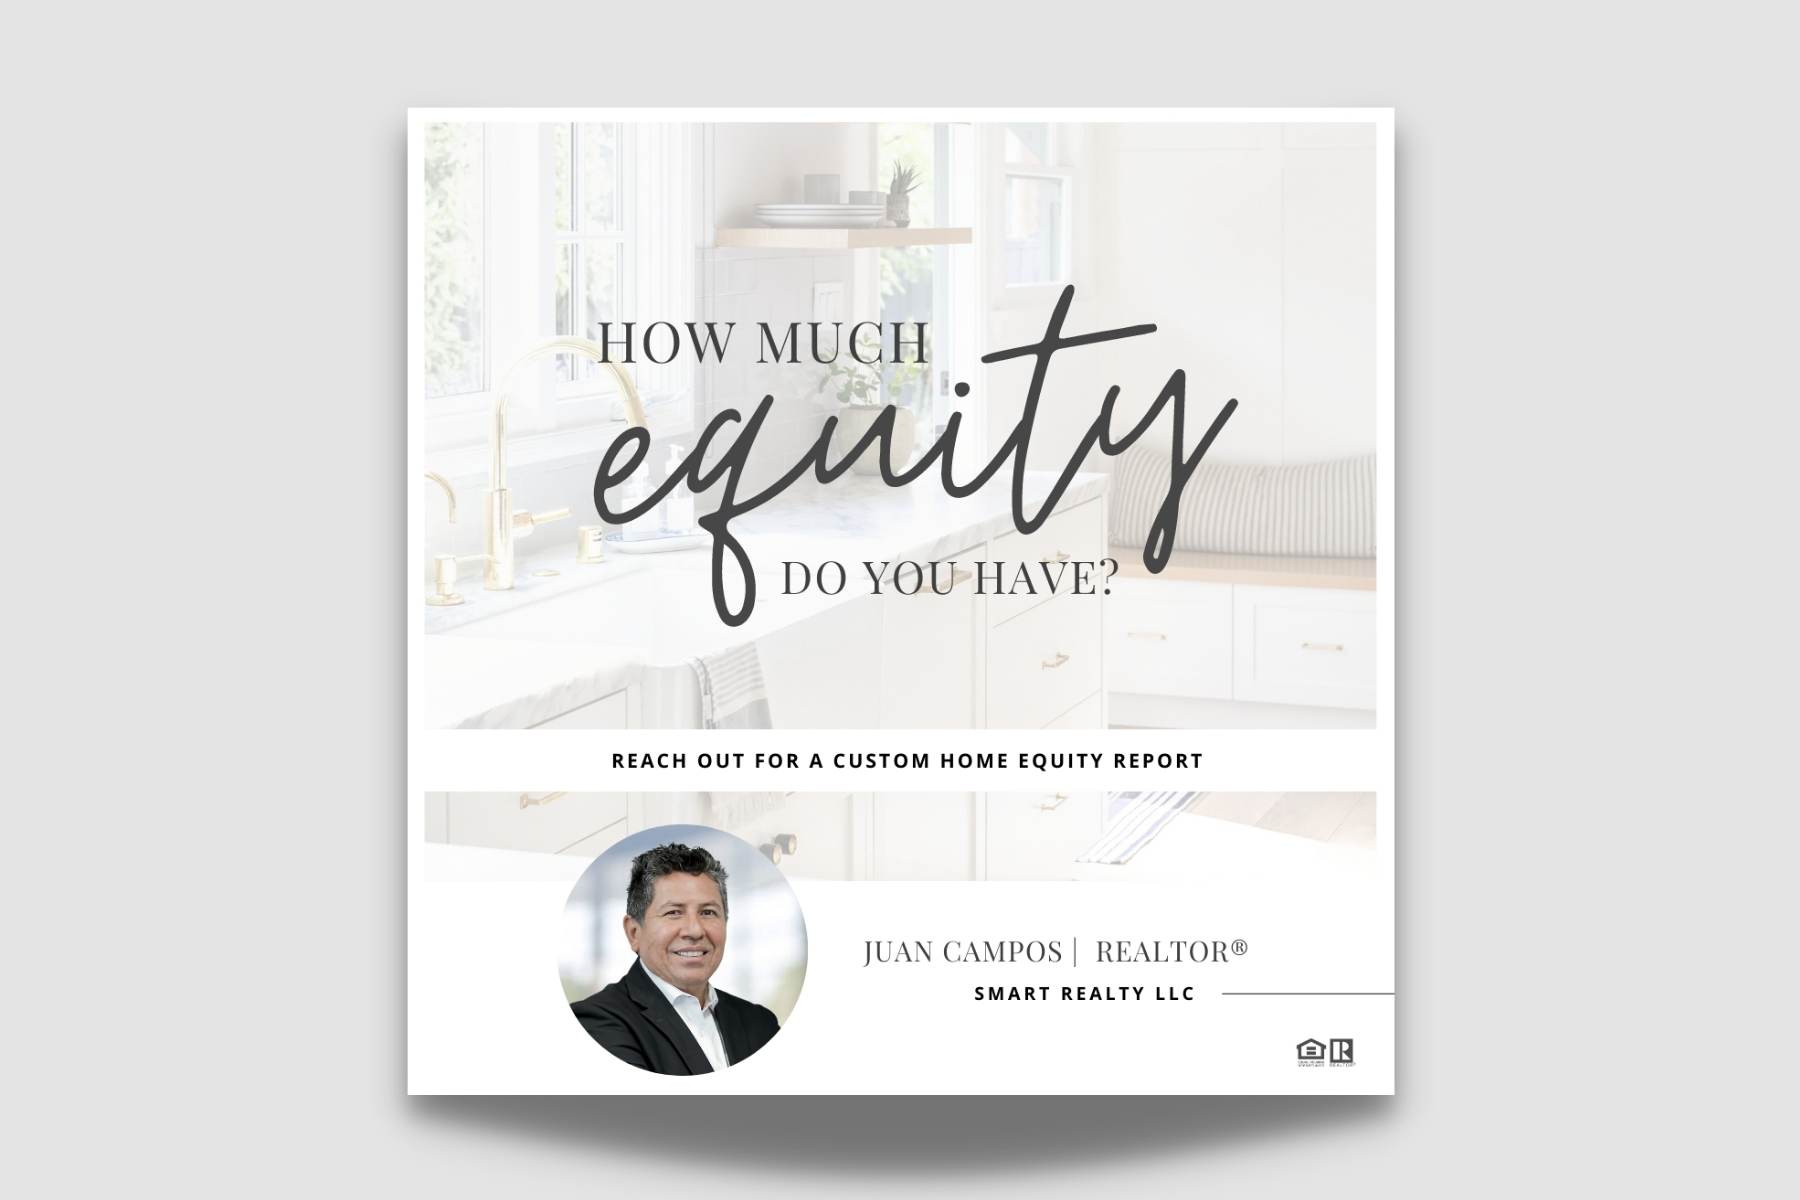 HOW MUCH
equity
DO YOU HAVE?
REACH OUT FOR A CUSTOM HOME EQUITY REPORT
JUAN CAMPOS | REALTOR®
SMART REALTY LLC